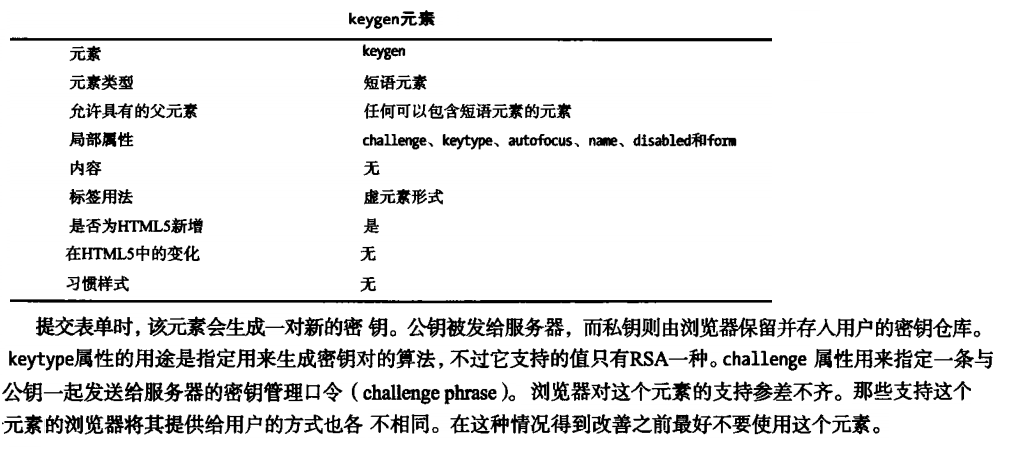 keygen元素
元素 keygen
元素类型 短语元素
允许具有的父元素 任何可以包含短语元素的元素
局部属性 challenge、keytype、autofocus、name、disabled和form
内容 无
标签用法 虚元素形式
是否为HTML5新增 是
在HTML5中的变化 无
习惯样式 无
提交表单时，该元素会生成一对新的密 钥。公钥被发给服务器，而私钥则由浏览器保留并存入用户的密钥仓库。
keytype属性的用途是指定用来生成密钥对的算法，不过它支持的值只有RSA一种。challenge 属性用来指定一条与
公钥一起发送给服务器的密钥管理口令（challenge phrase）。浏览器对这个元素的支持参差不齐。那些支持这个
元素的浏览器将其提供给用户的方式也各 不相同。在这种情况得到改善之前最好不要使用这个元素。